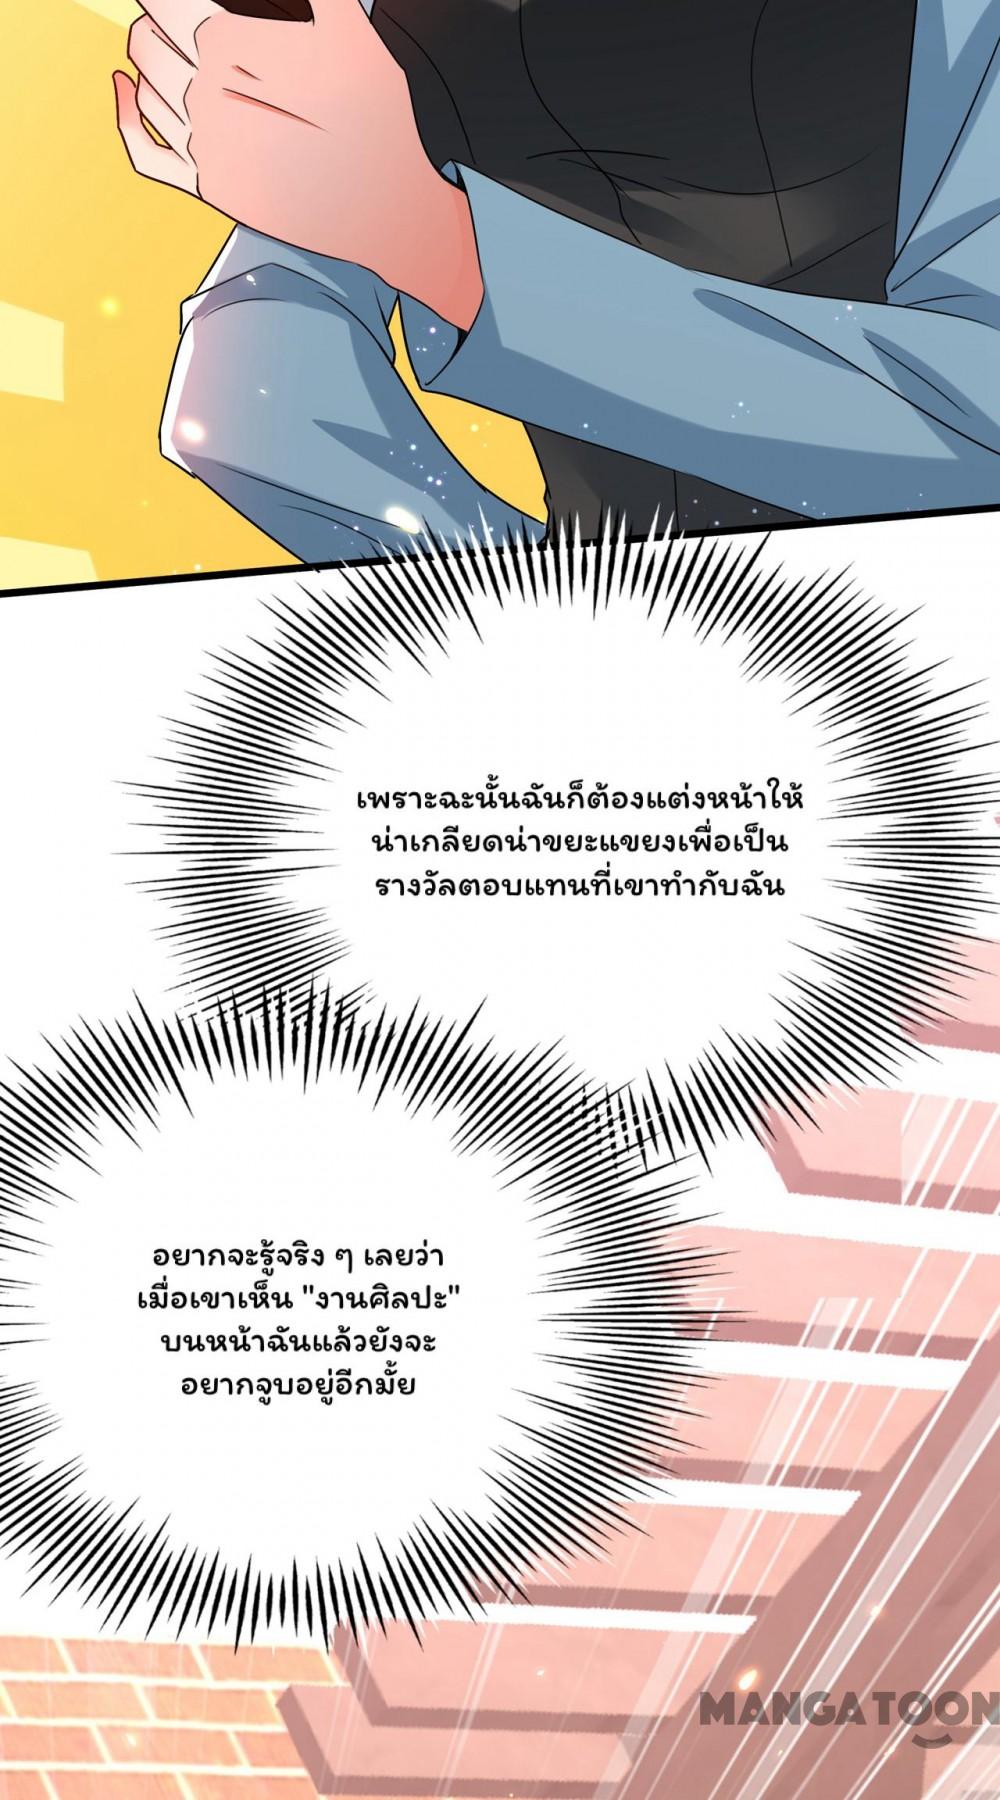 เพราะฉะนั้นฉันก็ต้องแต่งหน้าให้
น่าเกลียดน่าขยะแขยงเพื่อเป็น
รางวัลตอบแทนที่เขาทำกับฉัน
อยากจะรู้จริง ๆ เลยว่า
เมื่อเขาเห็น "งานศิลปะ"
บนหน้าฉันแล้วยังจะ
อยากจูบอยู่อีกมั้ย
MANGATOON